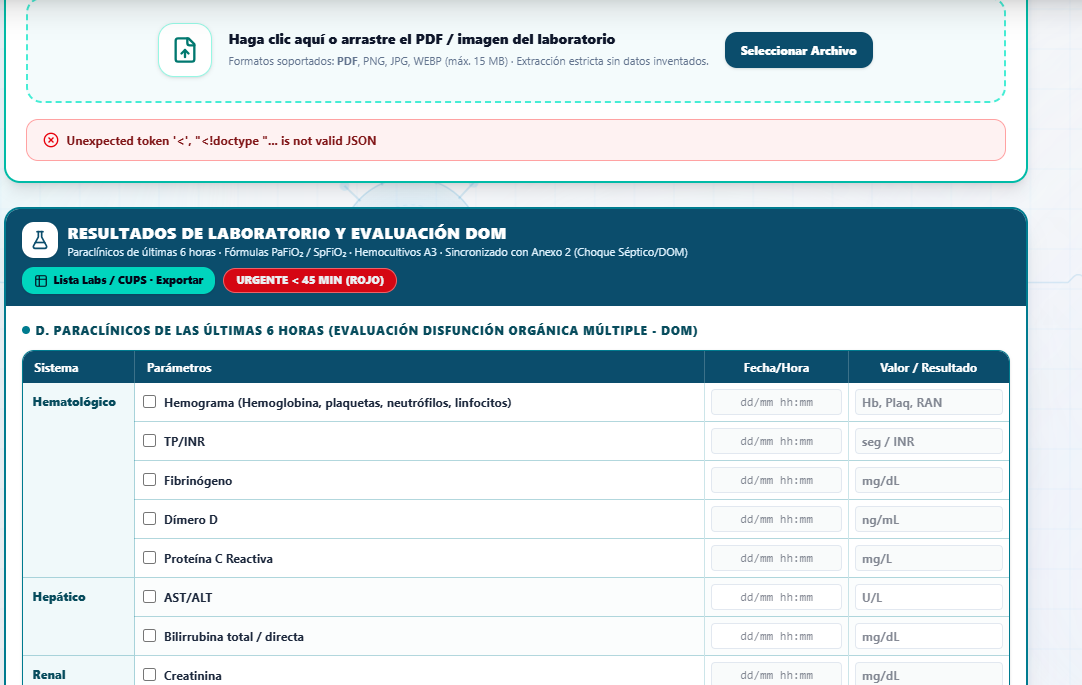 Haga clic aquí o arrastre el PDF / imagen del laboratorio
Formatos soportados: PDF, PNG, JPG, WEBP (máx. 15 MB) · Extracción estricta sin datos inventados.
Seleccionar Archivo
Unexpected token '<', "<!doctype "... is not valid JSON
RESULTADOS DE LABORATORIO Y EVALUACIÓN DOM
Paraclínicos de últimas 6 horas · Fórmulas PaFiO₂ / SpFiO₂ · Hemocultivos A3 · Sincronizado con Anexo 2 (Choque Séptico/DOM)
Lista Labs / CUPS · Exportar
URGENTE < 45 MIN (ROJO)
D. PARACLÍNICOS DE LAS ÚLTIMAS 6 HORAS (EVALUACIÓN DISFUNCIÓN ORGÁNICA MÚLTIPLE - DOM)
Sistema Parámetros Fecha/Hora Valor / Resultado
Hematológico Hemograma (Hemoglobina, plaquetas, neutrófilos, linfocitos) dd/mm hh:mm Hb, Plaq, RAN
TP/INR dd/mm hh:mm seg / INR
Fibrinógeno dd/mm hh:mm mg/dL
Dímero D dd/mm hh:mm ng/mL
Proteína C Reactiva dd/mm hh:mm mg/L
Hepático AST/ALT dd/mm hh:mm U/L
Bilirrubina total / directa dd/mm hh:mm mg/dL
Renal Creatinina dd/mm hh:mm mg/dL